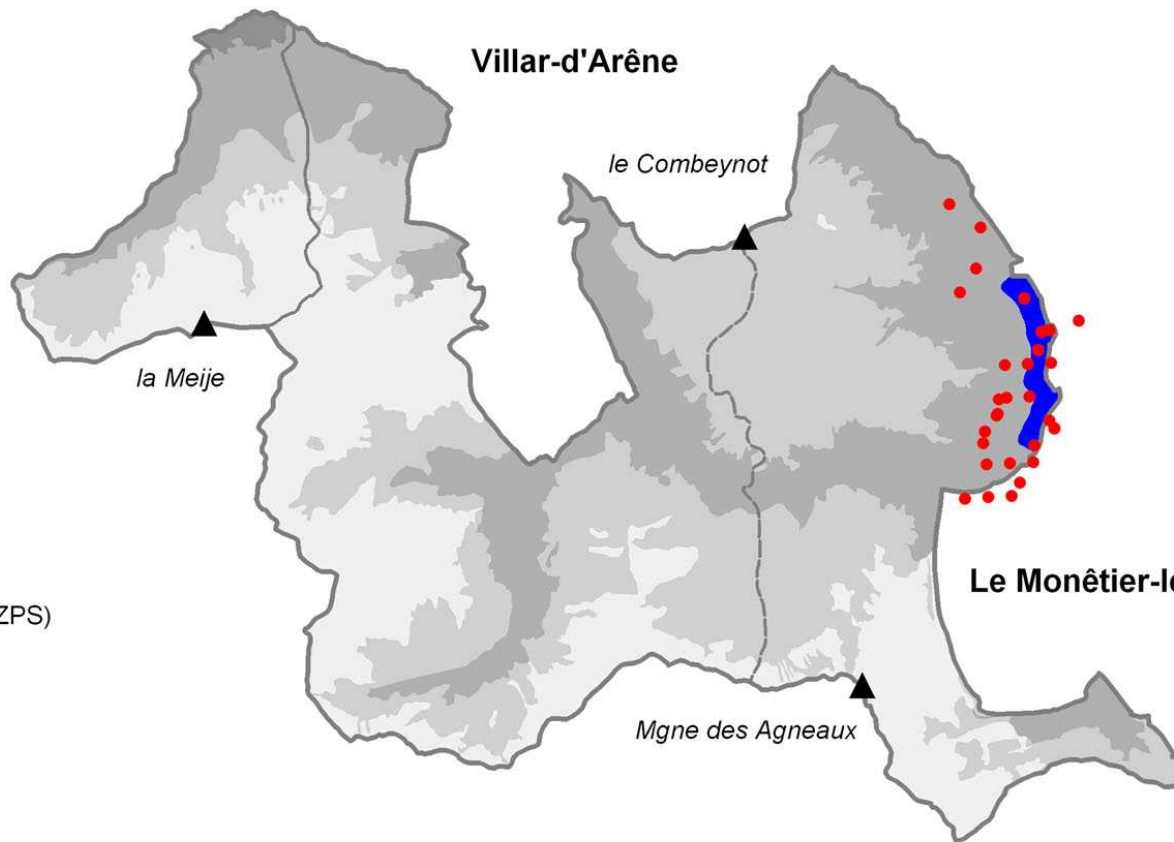 Villar-d'Arêne
le Combeynot
la Meije
Le Monêtier-le
ZPS)
Mgne des Agneaux